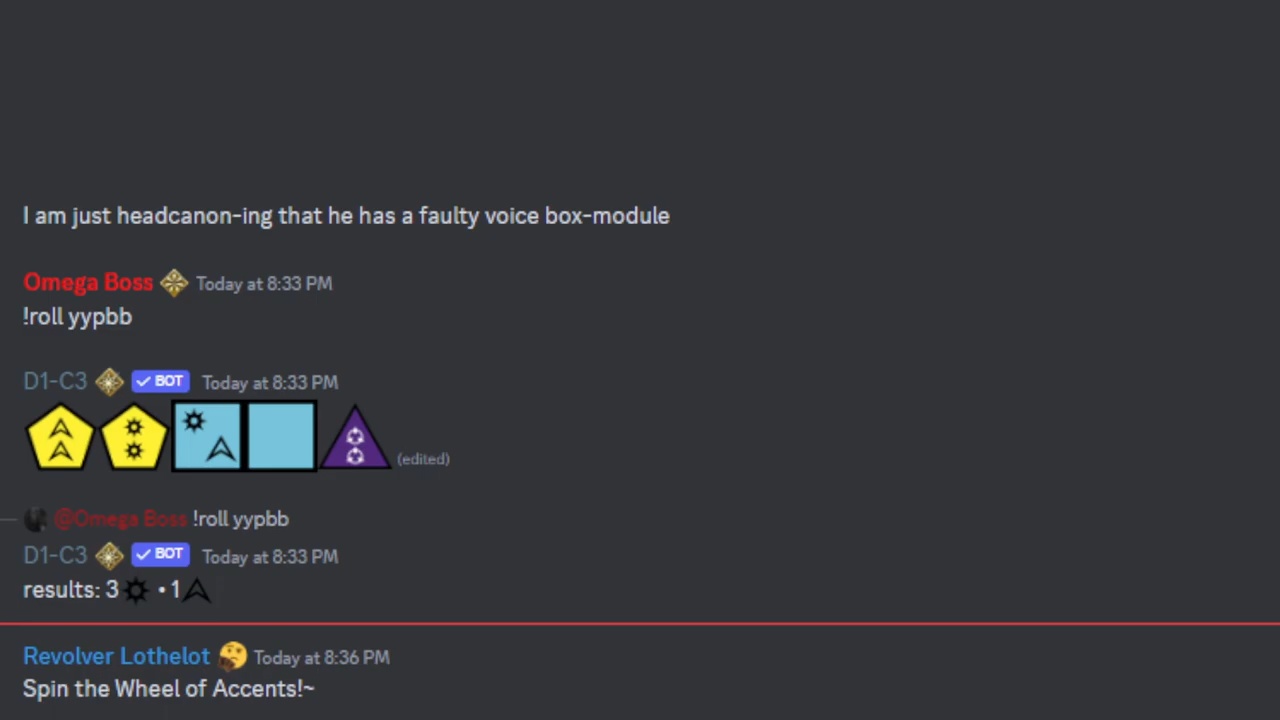 I am just headcanon-ing that he has a faulty voice box-module
Omega Boss Today at 8:33 PM
!roll yypbb
D1-C3 BOT Today at 8:33 PM
(edited)
@Omega Boss !roll yypbb
D1-C3 BOT Today at 8:33 PM
results: 3 • 1
Revolver Lothelot Today at 8:36 PM
Spin the Wheel of Accents!~